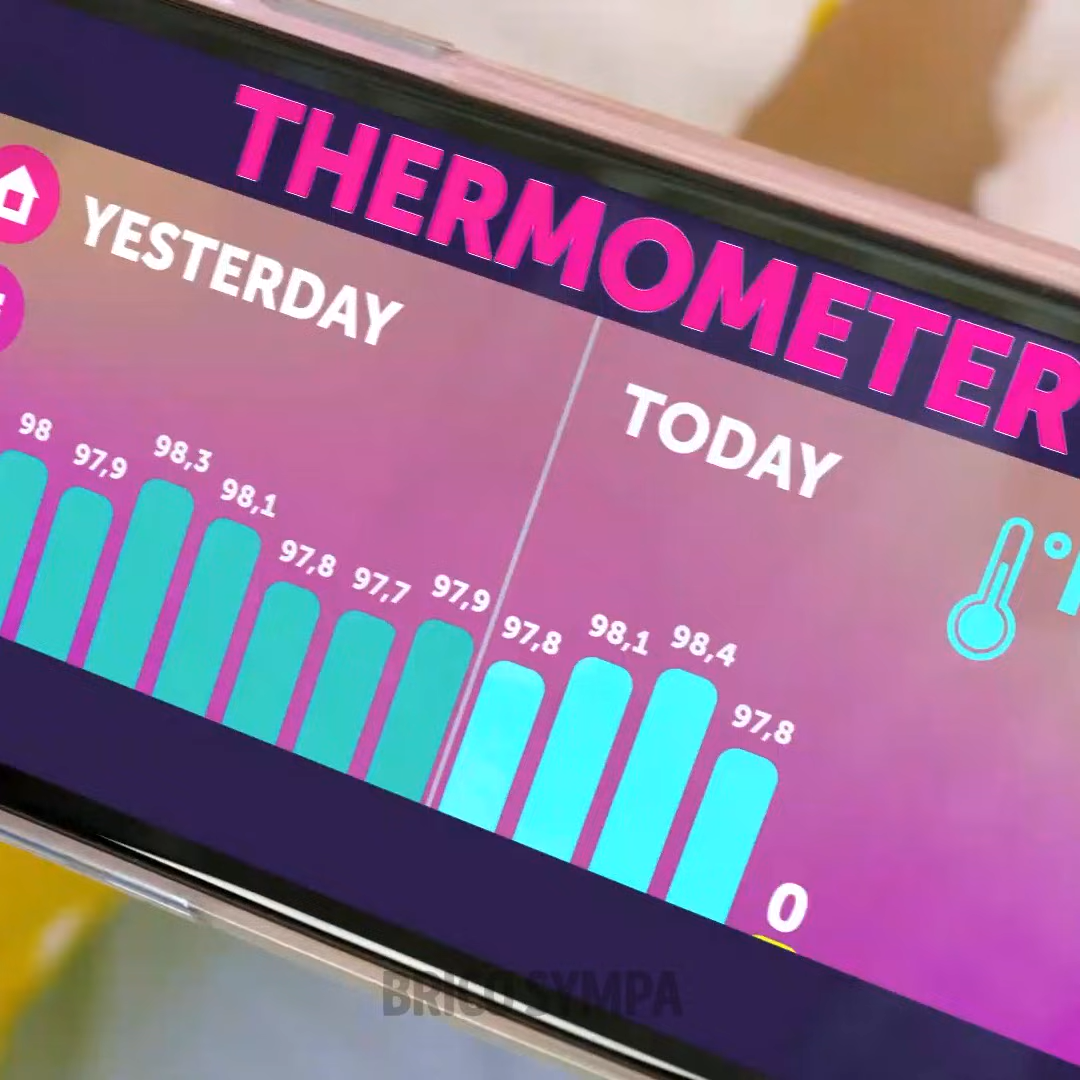 THERMOMETER
YESTERDAY
TODAY
98 97,9 98,3 98,1 97,8 97,7 97,9 97,8 98,1 98,4 97,8
0
BRICOSYMPA